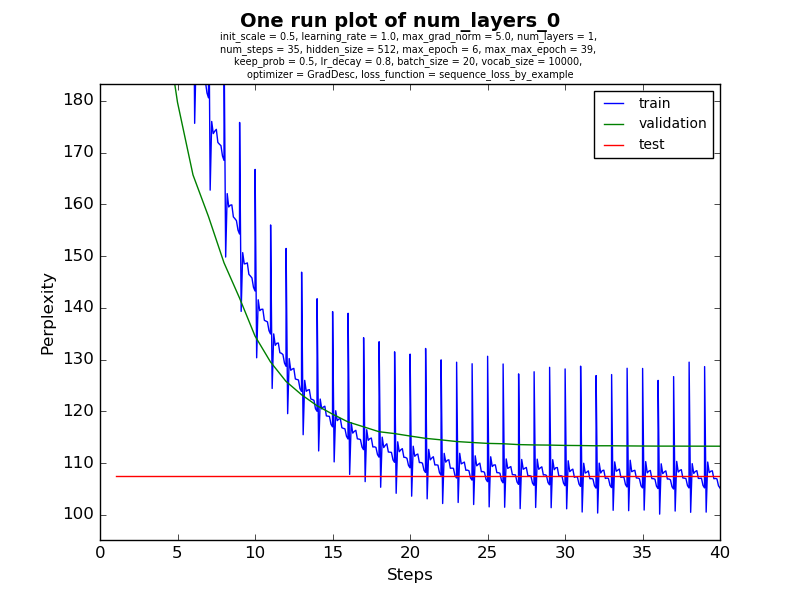 One run plot of num_layers_0
init_scale = 0.5, learning_rate = 1.0, max_grad_norm = 5.0, num_layers = 1,
num_steps = 35, hidden_size = 512, max_epoch = 6, max_max_epoch = 39,
keep_prob = 0.5, lr_decay = 0.8, batch_size = 20, vocab_size = 10000,
optimizer = GradDesc, loss_function = sequence_loss_by_example
train
validation
test
180
170
160
150
140
130
120
110
100
Perplexity
0 5 10 15 20 25 30 35 40
Steps